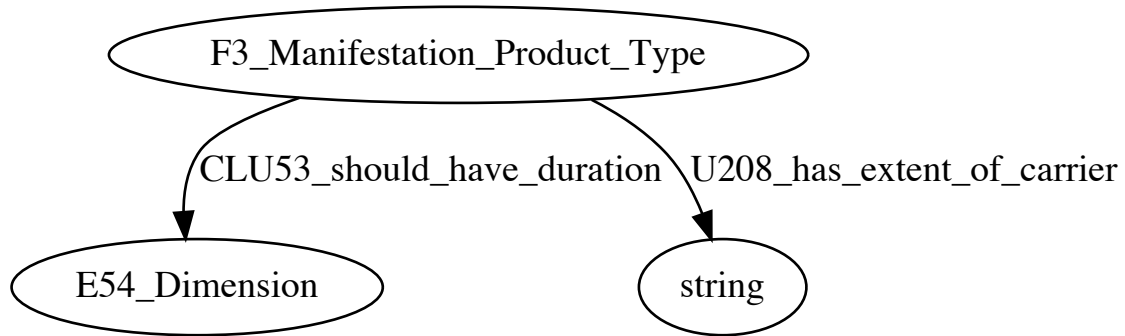 F3_Manifestation_Product_Type
CLU53_should_have_duration
U208_has_extent_of_carrier
E54_Dimension
string